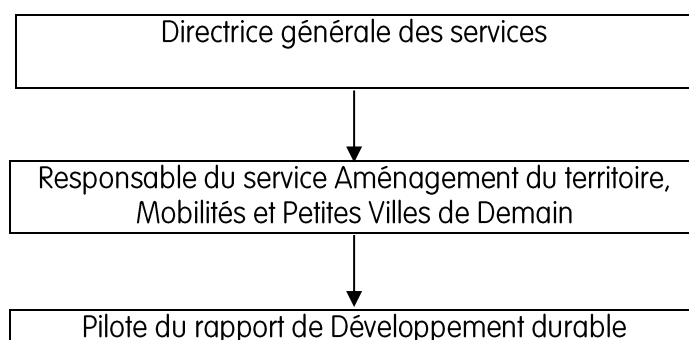 Directrice générale des services
Responsable du service Aménagement du territoire,
Mobilités et Petites Villes de Demain
Pilote du rapport de Développement durable